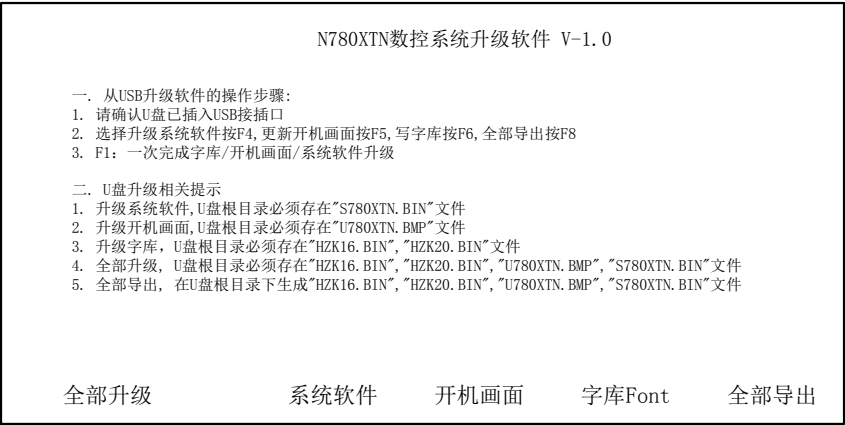 N780XTN数控系统升级软件 V-1.0
一. 从USB升级软件的操作步骤:
1. 请确认U盘已插入USB接插口
2. 选择升级系统软件按F4,更新开机画面按F5,写字库按F6,全部导出按F8
3. F1: 一次完成字库/开机画面/系统软件升级
二. U盘升级相关提示
1. 升级系统软件,U盘根目录必须存在"S780XTN.BIN"文件
2. 升级开机画面,U盘根目录必须存在"U780XTN.BMP"文件
3. 升级字库，U盘根目录必须存在"HZK16.BIN","HZK20.BIN"文件
4. 全部升级, U盘根目录必须存在"HZK16.BIN","HZK20.BIN","U780XTN.BMP","S780XTN.BIN"文件
5. 全部导出, 在U盘根目录下生成"HZK16.BIN","HZK20.BIN","U780XTN.BMP","S780XTN.BIN"文件
全部升级 系统软件 开机画面 字库Font 全部导出